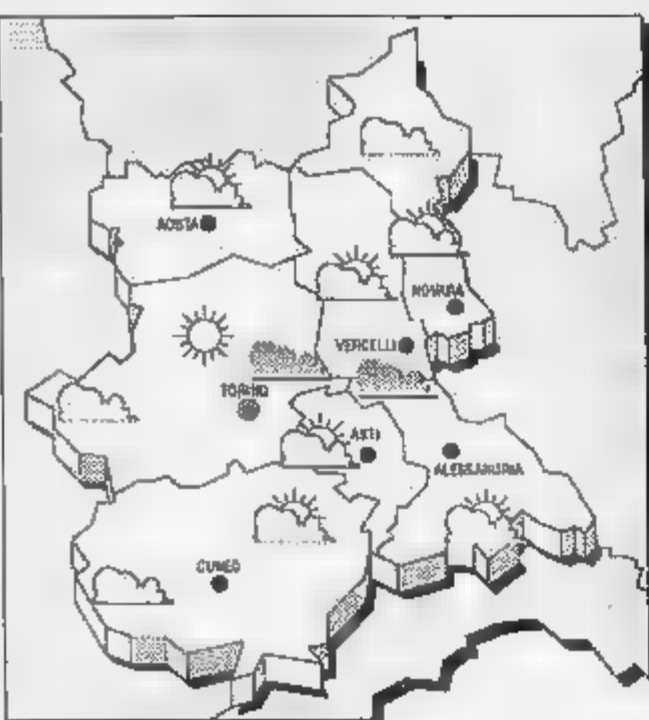 AOSTA
NOVARA
VERCELLI
TORINO
ASTI
ALESSANDRIA
CUNEO